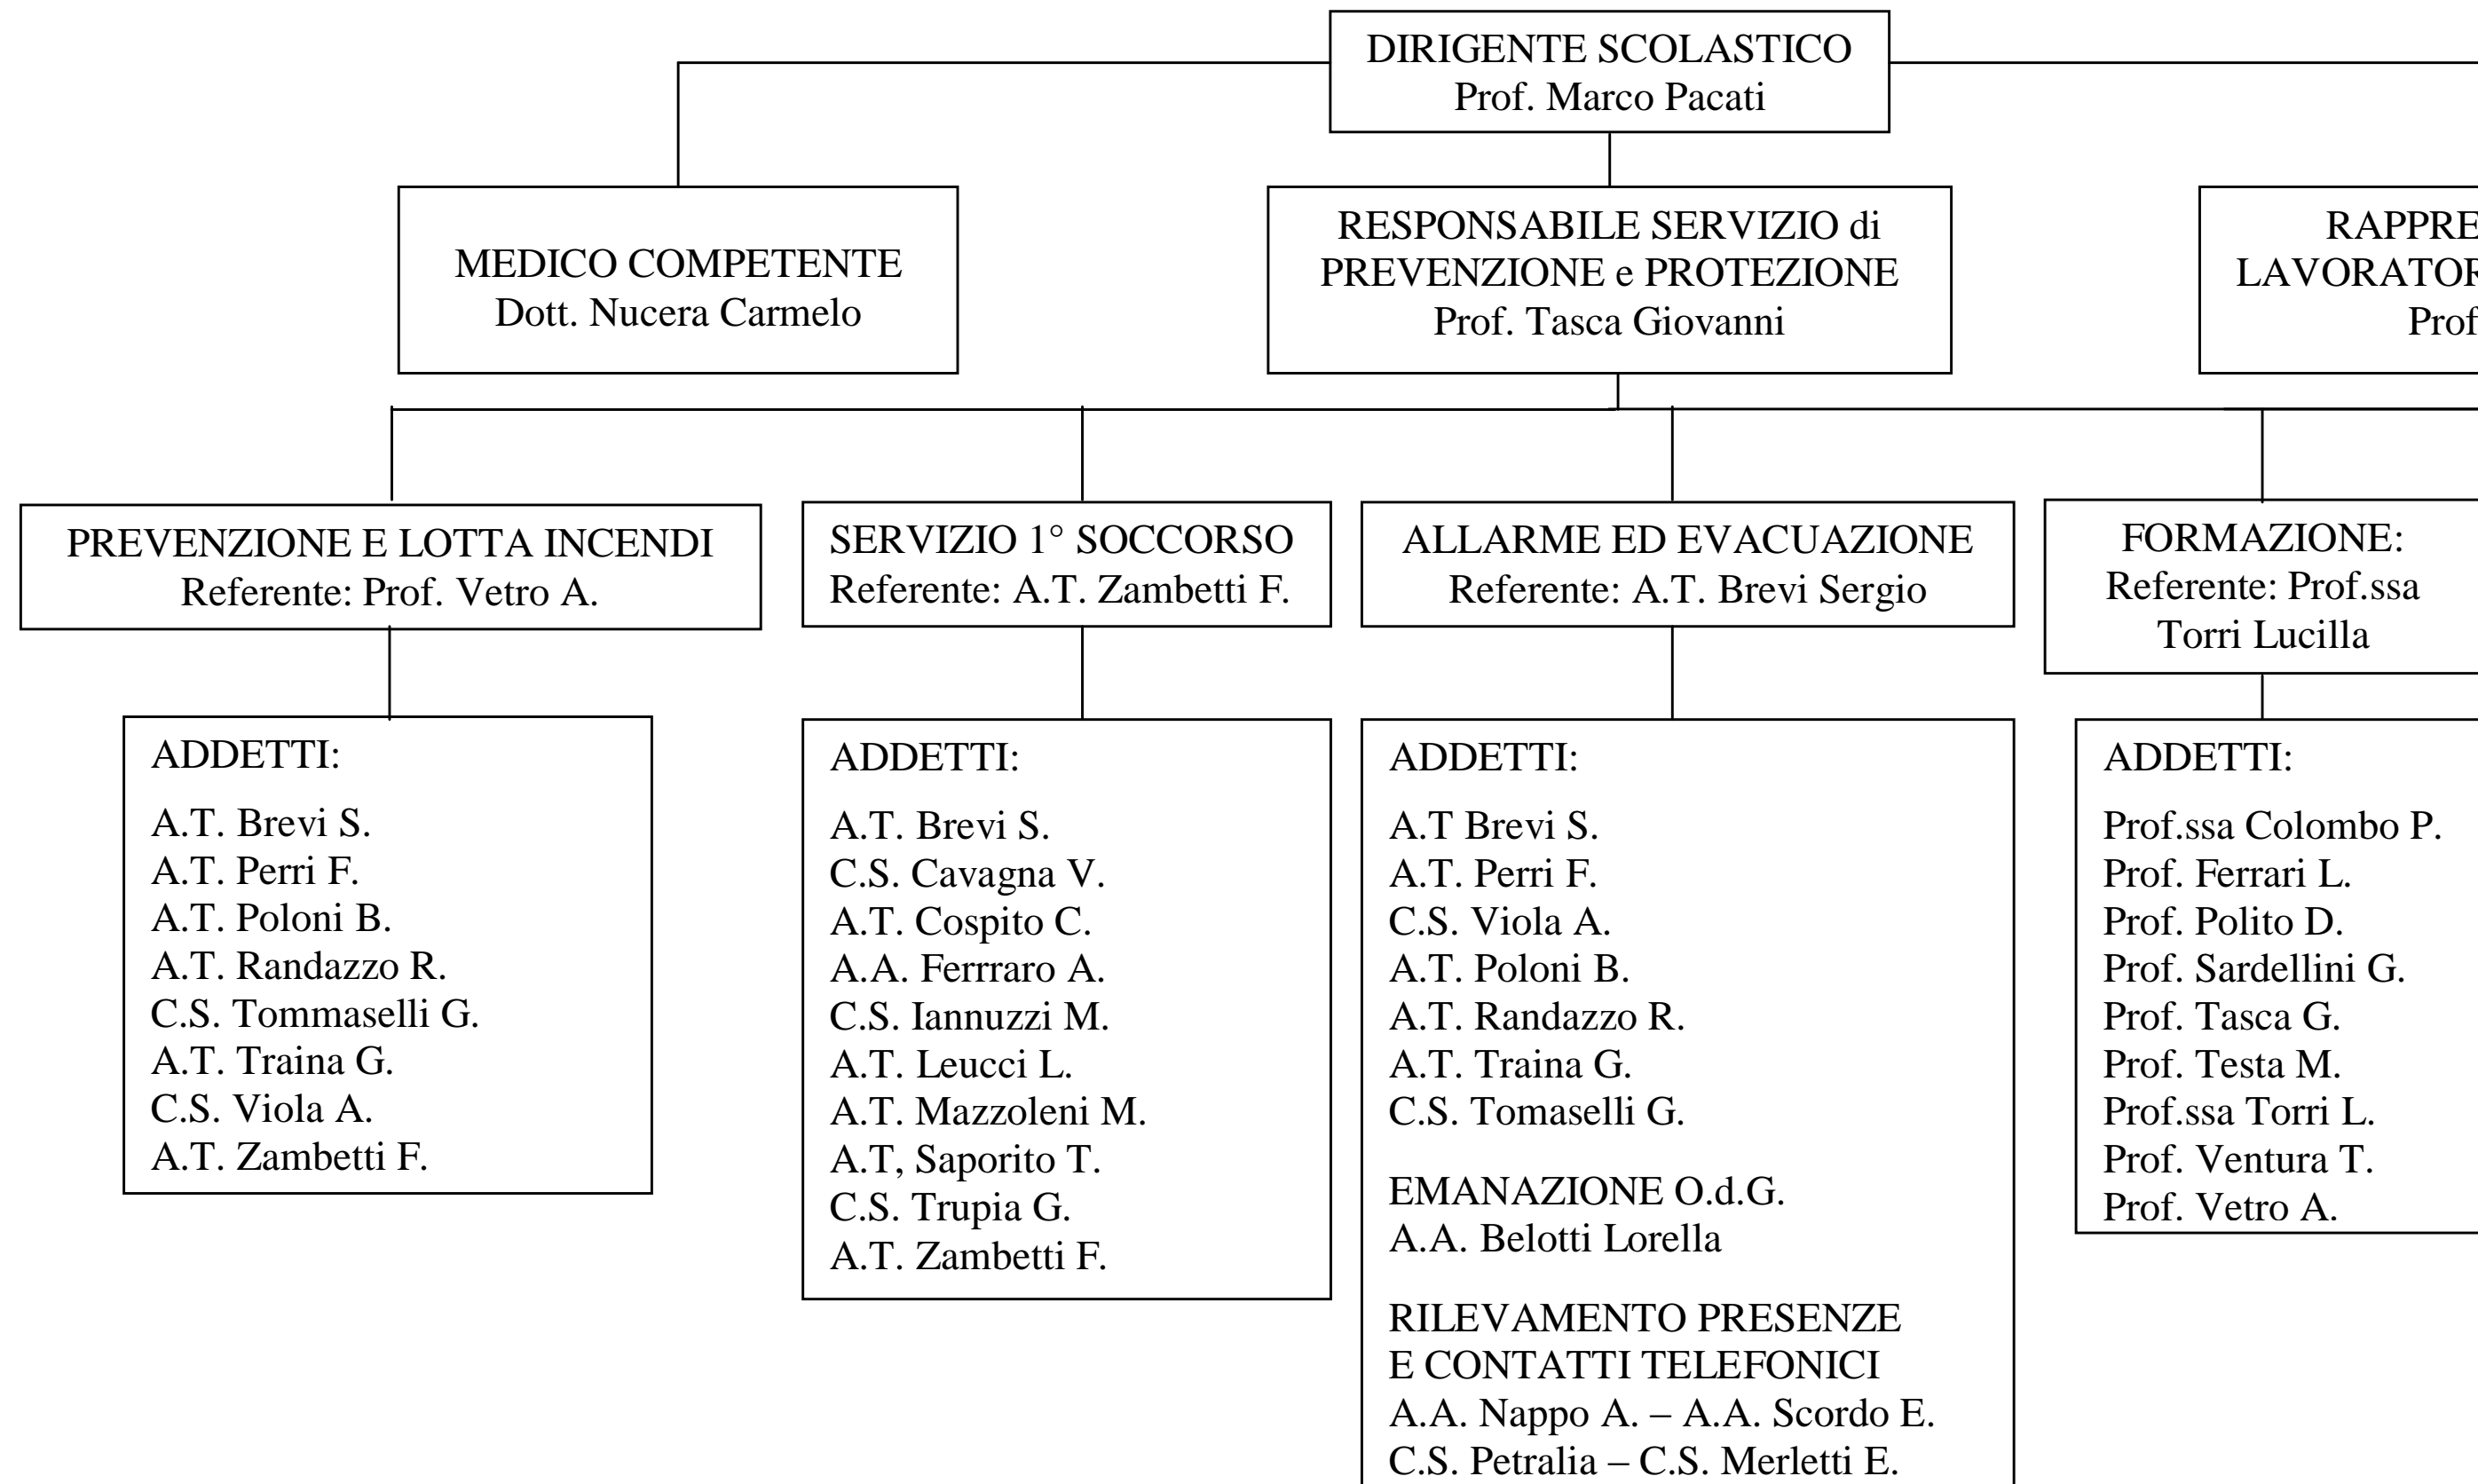 DIRIGENTE SCOLASTICO
Prof. Marco Pacati
MEDICO COMPETENTE
Dott. Nucera Carmelo
RESPONSABILE SERVIZIO di
PREVENZIONE e PROTEZIONE
Prof. Tasca Giovanni
RAPPRE
LAVORATOR
Prof
PREVENZIONE E LOTTA INCENDI
Referente: Prof. Vetro A.
SERVIZIO 1° SOCCORSO
Referente: A.T. Zambetti F.
ALLARME ED EVACUAZIONE
Referente: A.T. Brevi Sergio
FORMAZIONE:
Referente: Prof.ssa
Torri Lucilla
ADDETTI:
A.T. Brevi S.
A.T. Perri F.
A.T. Poloni B.
A.T. Randazzo R.
C.S. Tommaselli G.
A.T. Traina G.
C.S. Viola A.
A.T. Zambetti F.
ADDETTI:
A.T. Brevi S.
C.S. Cavagna V.
A.T. Cospito C.
A.A. Ferrraro A.
C.S. Iannuzzi M.
A.T. Leucci L.
A.T. Mazzoleni M.
A.T, Saporito T.
C.S. Trupia G.
A.T. Zambetti F.
ADDETTI:
A.T Brevi S.
A.T. Perri F.
C.S. Viola A.
A.T. Poloni B.
A.T. Randazzo R.
A.T. Traina G.
C.S. Tomaselli G.
EMANAZIONE O.d.G.
A.A. Belotti Lorella
RILEVAMENTO PRESENZE
E CONTATTI TELEFONICI
A.A. Nappo A. – A.A. Scordo E.
C.S. Petralia – C.S. Merletti E.
ADDETTI:
Prof.ssa Colombo P.
Prof. Ferrari L.
Prof. Polito D.
Prof. Sardellini G.
Prof. Tasca G.
Prof. Testa M.
Prof.ssa Torri L.
Prof. Ventura T.
Prof. Vetro A.